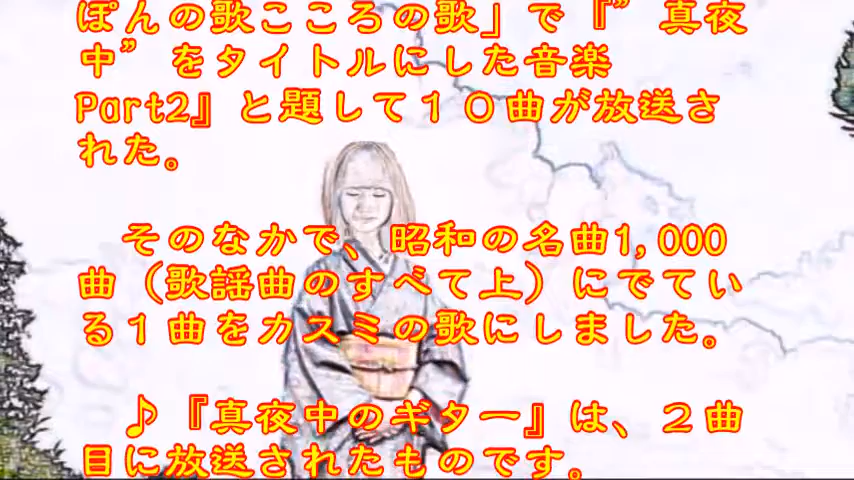 ぽんの歌こころの歌」で『”真夜
中”をタイトルにした音楽
Part2』と題して１０曲が放送さ
れた。
そのなかで、昭和の名曲1,000
曲（歌謡曲のすべて上）にでてい
る１曲をカスミの歌にしました。
♪『真夜中のギター』は、２曲
目に放送されたものです。